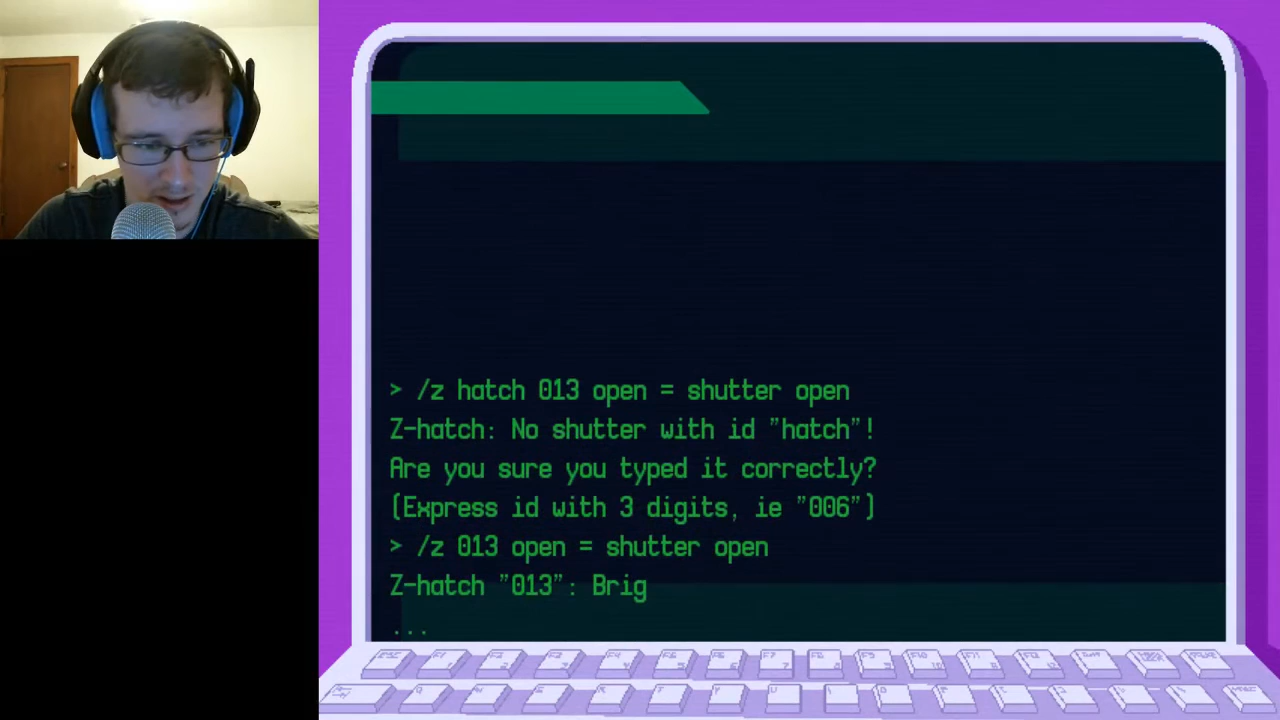 > /z hatch 013 open = shutter open
Z-hatch: No shutter with id "hatch"!
Are you sure you typed it correctly?
(Express id with 3 digits, ie "006")
> /z 013 open = shutter open
Z-hatch "013": Brig
...